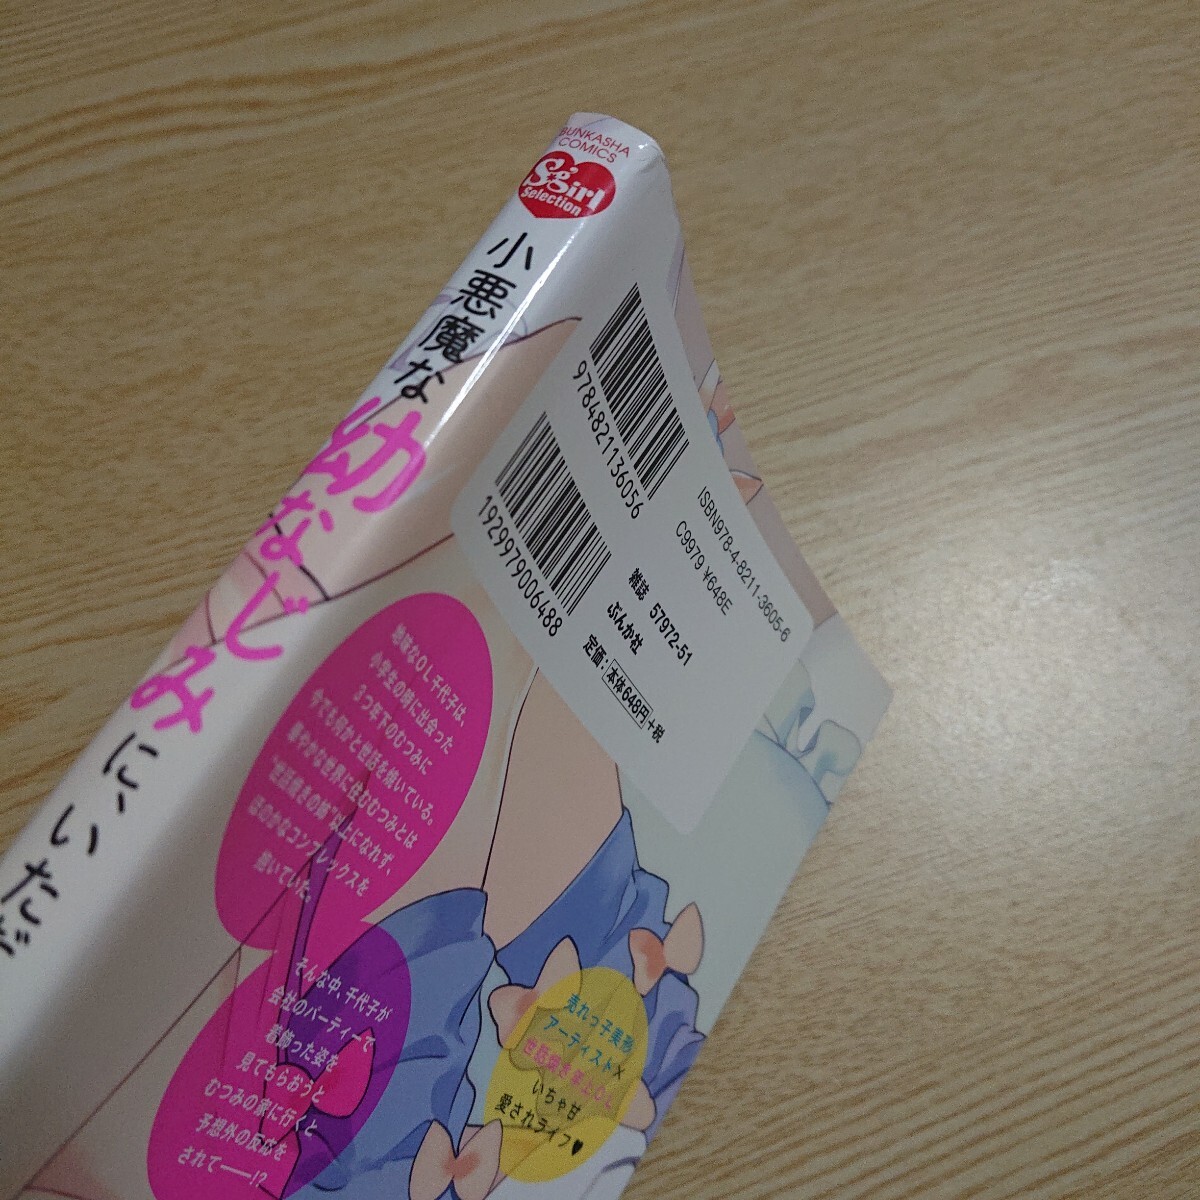 BUNKASHA
COMICS
S*girl
Selection
小悪魔な
幼なじみに、いただ
9784821136056
1929979006488
ISBN978-4-8211-3605-6
C9979 ¥648E
雑誌 57972-51
ぶんか社
定価:本体648円+税
地味なOL千代子は、
小学生の時に出会った
3つ年下のむつみに
今でも何かと世話を焼いている。
華やかな世界に住むむつみとは
"世話焼きの姉"以上になれず、
ほのかなコンプレックスを
抱いていた。
そんな中、千代子が
会社のパーティーで
着飾った姿を
見てもらおうと
むつみの家に行くと
予想外の反応を
されて――!?
売れっ子美形
アーティスト×
世話焼き年上OL
いちゃ甘
愛されライフ♥